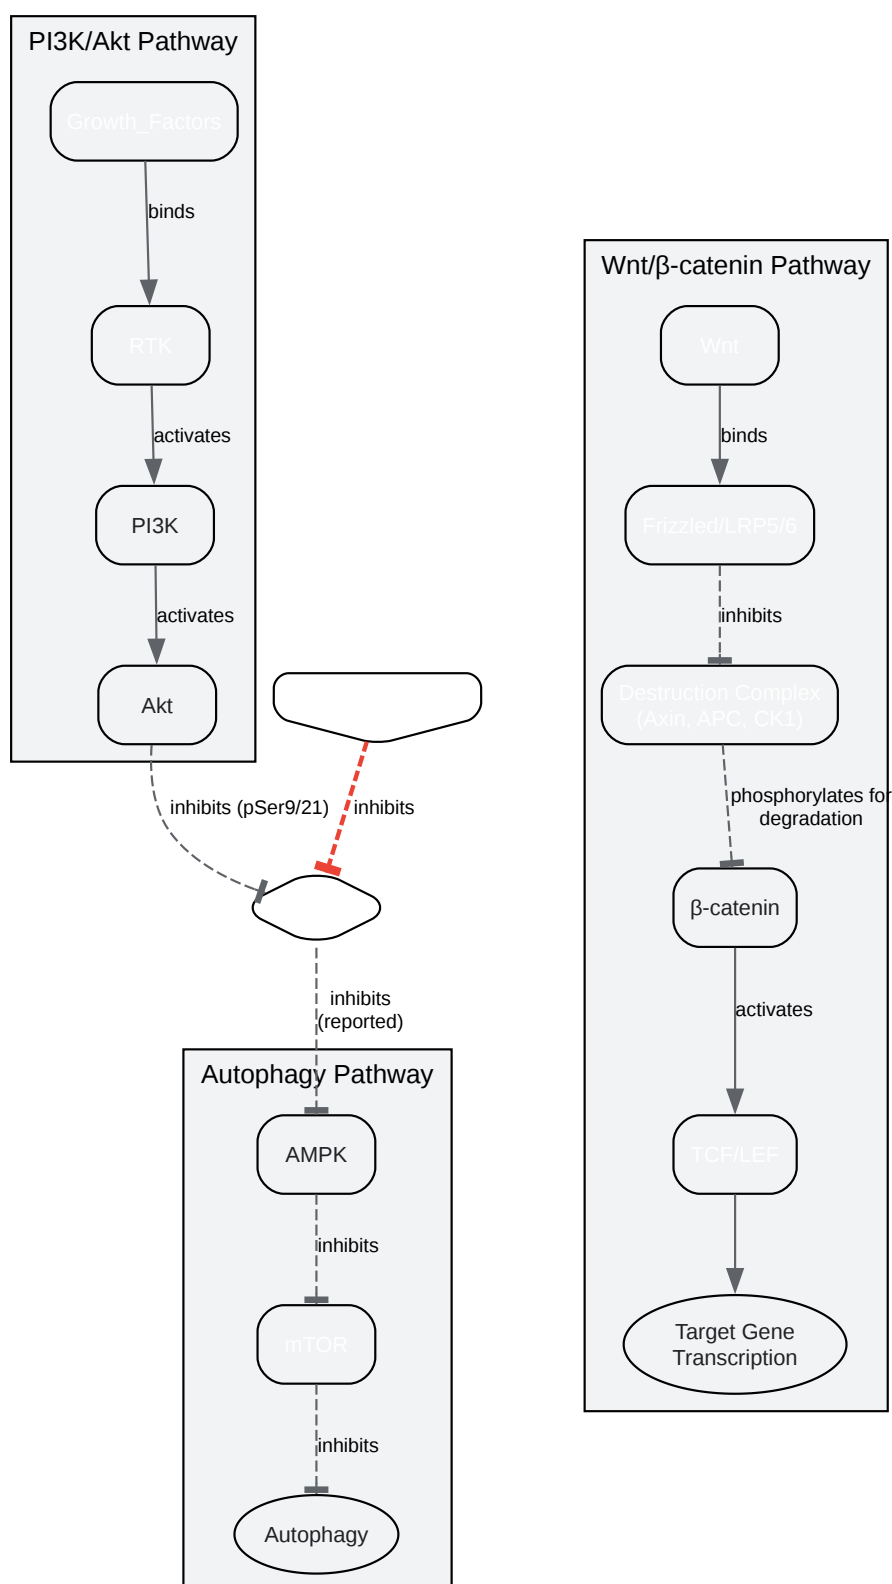 PI3K/Akt Pathway
Growth_Factors
binds
RTK
activates
PI3K
activates
Akt
inhibits (pSer9/21)
inhibits
inhibits
(reported)
Autophagy Pathway
AMPK
inhibits
mTOR
inhibits
Autophagy
Wnt/β-catenin Pathway
Wnt
binds
Frizzled/LRP5/6
inhibits
Destruction Complex
(Axin, APC, CK1)
phosphorylates for
degradation
β-catenin
activates
TCF/LEF
Target Gene
Transcription